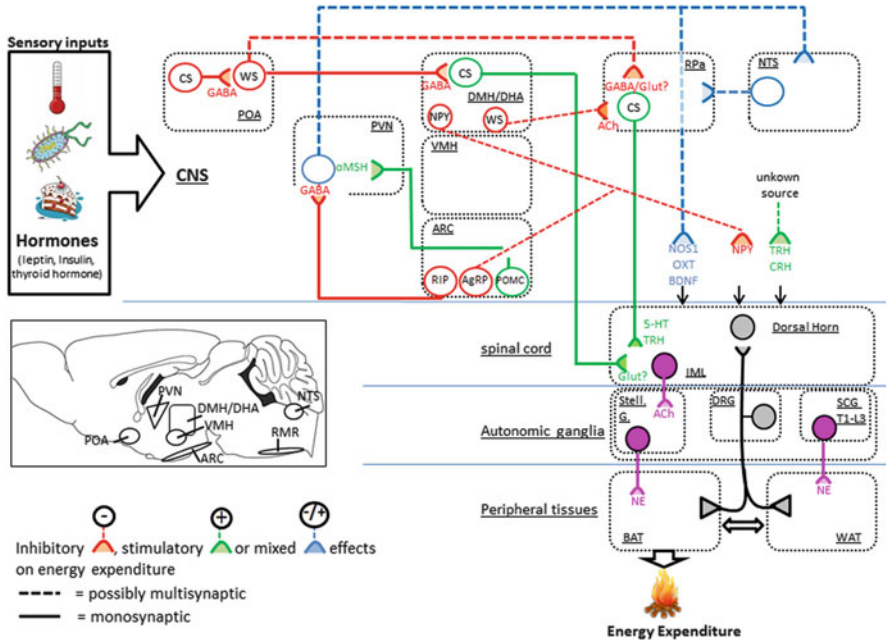 Sensory inputs
Hormones
(leptin, Insulin,
thyroid hormone)
CNS
CS
WS
GABA
POA
PVN
αMSH
GABA
GABA
CS
DMH/DHA
NPY
WS
VMH
ARC
RIP
AgRP
POMC
RPa
GABA/Glut?
CS
ACh
NTS
unkown
source
NOS1
OXT
BDNF
NPY
TRH
CRH
spinal cord
5-HT
TRH
Glut?
IML
Dorsal Horn
Autonomic ganglia
Stell.
G.
ACh
DRG
SCG
T1-L3
NE
NE
Peripheral tissues
BAT
WAT
Energy Expenditure
PVN
DMH/DHA
VMH
POA
ARC
RMR
NTS
-
+
-/+
Inhibitory , stimulatory or mixed effects
on energy expenditure
= possibly multisynaptic
= monosynaptic